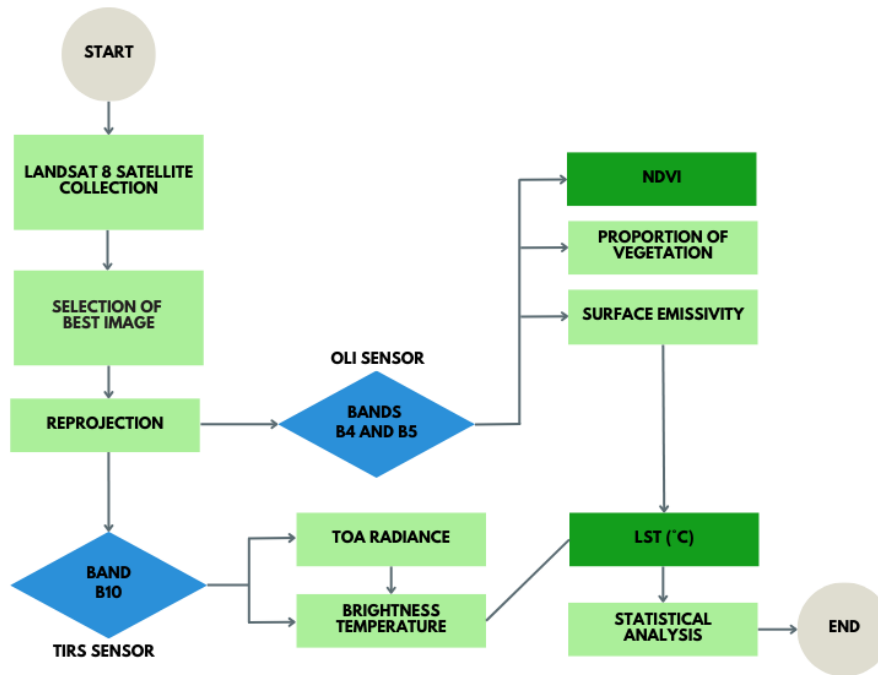 START
LANDSAT 8 SATELLITE
COLLECTION
SELECTION OF
BEST IMAGE
REPROJECTION
OLI SENSOR
BANDS
B4 AND B5
NDVI
PROPORTION OF
VEGETATION
SURFACE EMISSIVITY
BAND
B10
TIRS SENSOR
TOA RADIANCE
BRIGHTNESS
TEMPERATURE
LST (°C)
STATISTICAL
ANALYSIS
END